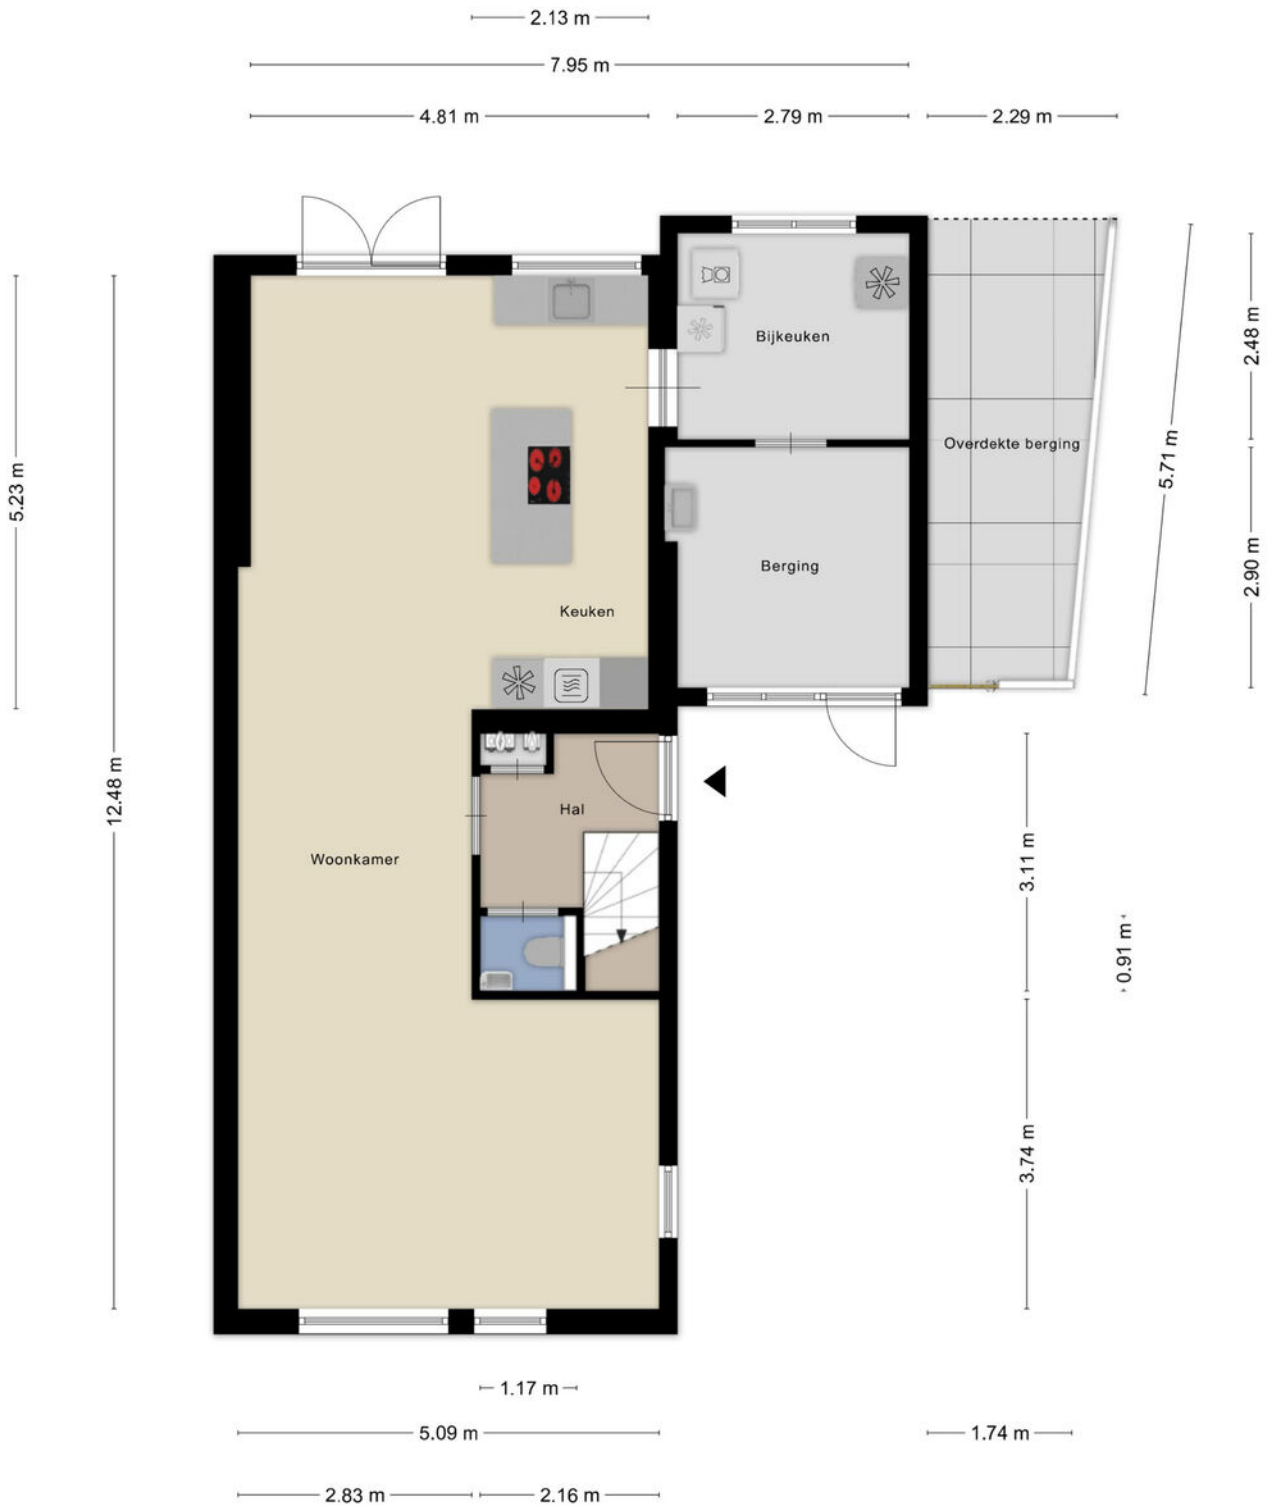 2.13 m
7.95 m
4.81 m
2.79 m
2.29 m
Bijkeuken
2.48 m
Overdekte berging
5.71 m
5.23 m
Berging
2.90 m
Keuken
12.48 m
Hal
Woonkamer
3.11 m
0.91 m
3.74 m
1.17 m
5.09 m
1.74 m
2.83 m
2.16 m